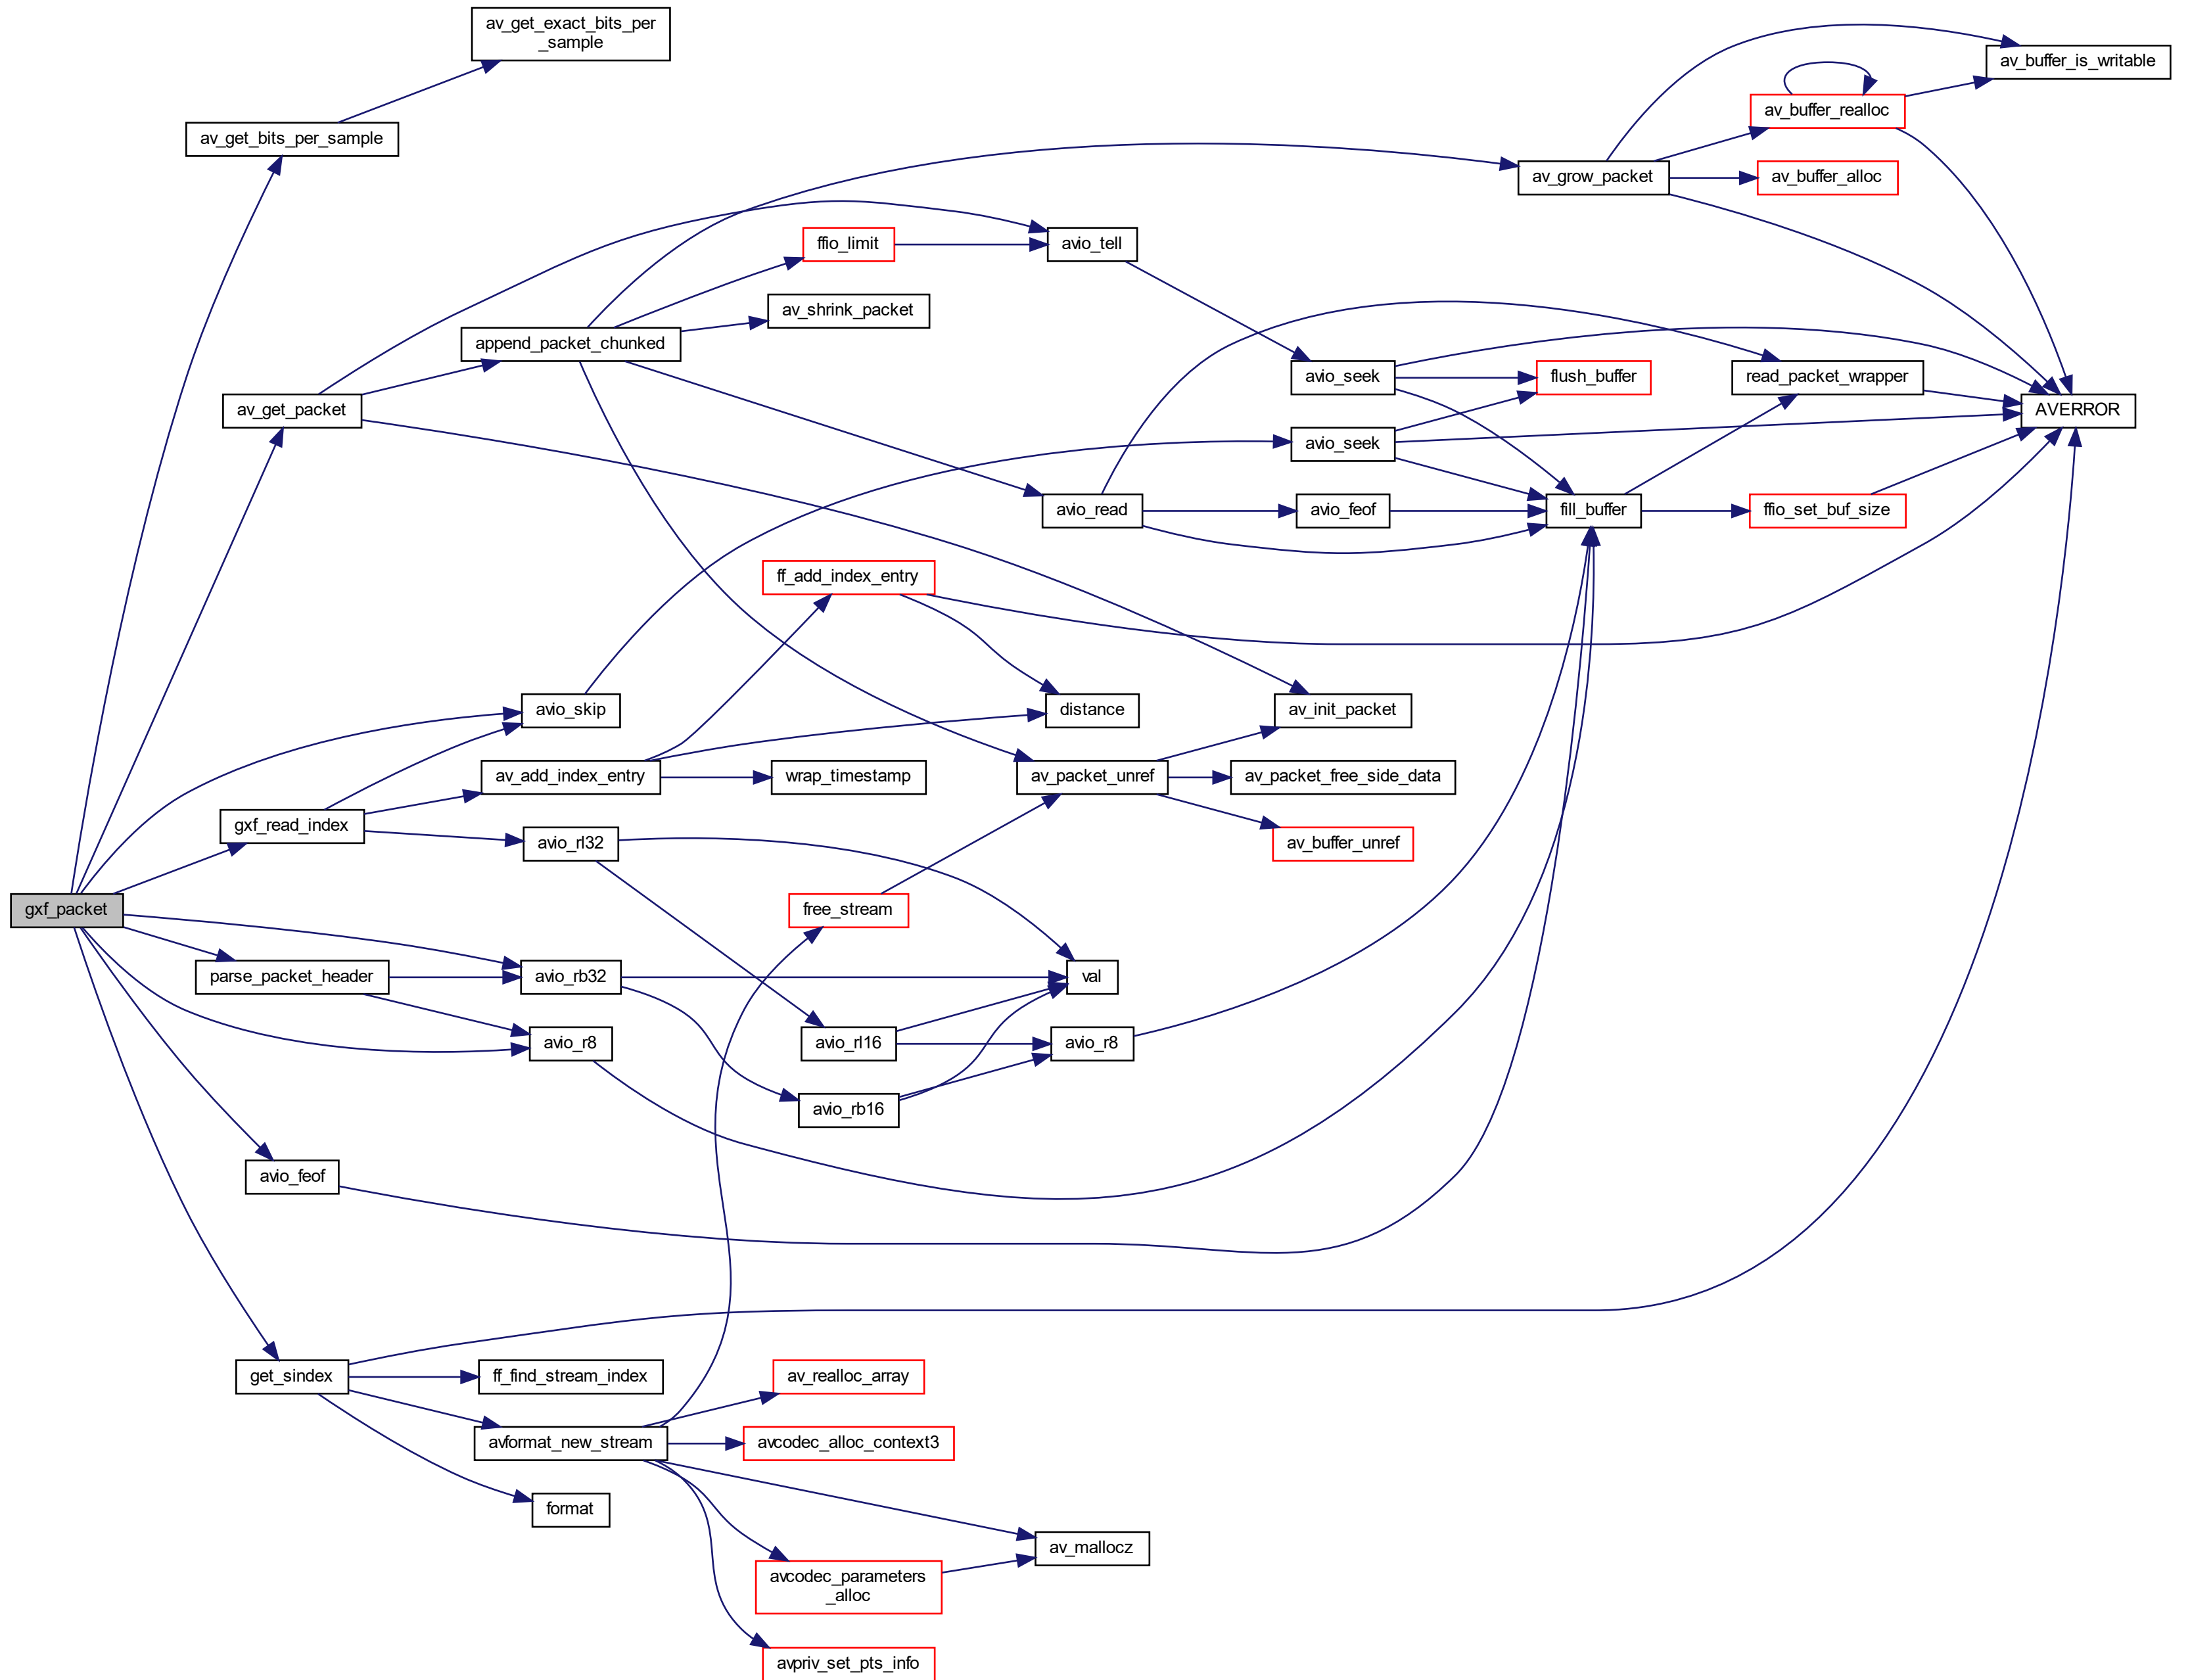 av_get_exact_bits_per
_sample
av_buffer_is_writable
av_buffer_realloc
av_get_bits_per_sample
av_grow_packet
av_buffer_alloc
ffio_limit
avio_tell
av_shrink_packet
append_packet_chunked
avio_seek
flush_buffer
read_packet_wrapper
av_get_packet
AVERROR
avio_seek
avio_read
avio_feof
fill_buffer
ffio_set_buf_size
ff_add_index_entry
avio_skip
distance
av_init_packet
av_add_index_entry
wrap_timestamp
av_packet_unref
av_packet_free_side_data
gxf_read_index
avio_rl32
av_buffer_unref
gxf_packet
free_stream
parse_packet_header
avio_rb32
val
avio_r8
avio_rl16
avio_r8
avio_rb16
avio_feof
get_sindex
ff_find_stream_index
av_realloc_array
avformat_new_stream
avcodec_alloc_context3
format
av_mallocz
avcodec_parameters
_alloc
avpriv_set_pts_info